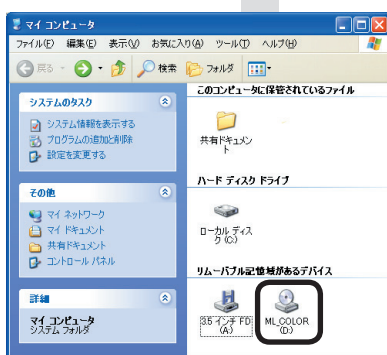 マイ コンピュータ
ファイル(F) 編集(E) 表示(V) お気に入り(A) ツール(T) ヘルプ(H)
戻る 検索 フォルダ
システムのタスク
システム情報を表示する
プログラムの追加と削除
設定を変更する
その他
マイ ネットワーク
マイ ドキュメント
共有ドキュメント
コントロール パネル
詳細
マイ コンピュータ
システム フォルダ
このコンピュータに保管されているファイル
共有ドキュメン
ト
ハード ディスク ドライブ
ローカル ディス
ク (C:)
リムーバブル記憶域があるデバイス
3.5 インチ FD
(A:)
ML_COLOR
(D:)